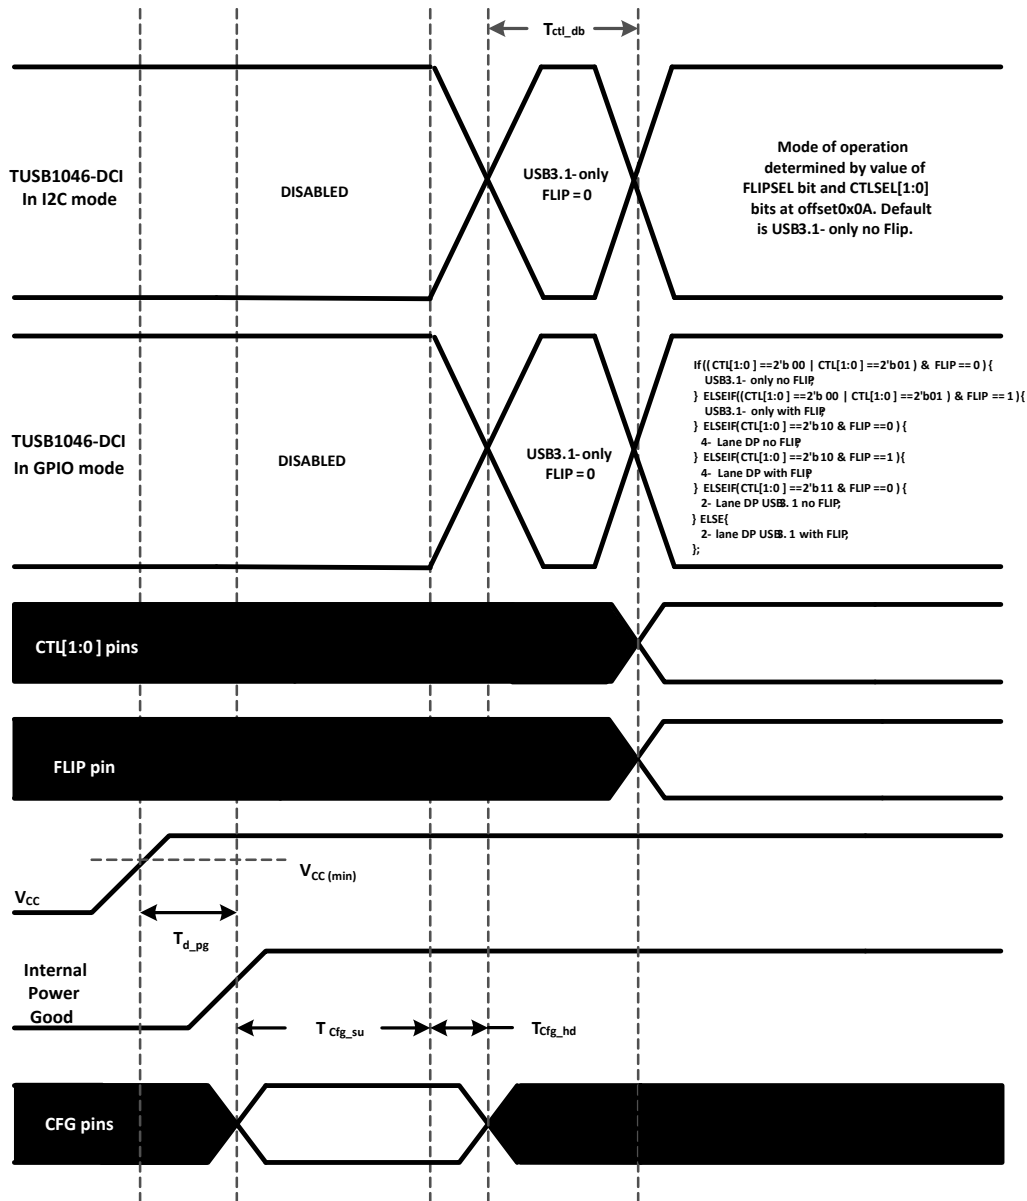 Tctl_db
TUSB1046-DCI
In I2C mode
DISABLED
USB3.1- only
FLIP = 0
Mode of operation
determined by value of
FLIPSEL bit and CTLSEL[1:0]
bits at offset0x0A. Default
is USB3.1- only no Flip.
TUSB1046-DCI
In GPIO mode
DISABLED
USB3.1- only
FLIP = 0
If(( CTL[1:0 ] ==2'b 00 | CTL[1:0 ] ==2'b01 ) & FLIP == 0 ) {
USB3.1- only no FLIP;
} ELSEIF((CTL[1:0 ] ==2'b 00 | CTL[1:0 ] ==2'b01 ) & FLIP == 1 ) {
USB3.1- only with FLIP;
} ELSEIF(CTL[1:0 ] ==2'b 10 & FLIP ==0 ) {
4- Lane DP no FLIP;
} ELSEIF(CTL[1:0 ] ==2'b 10 & FLIP ==1 ) {
4- Lane DP with FLIP;
} ELSEIF(CTL[1:0 ] ==2'b 11 & FLIP ==0 ) {
2- Lane DP USB3. 1 no FLIP;
} ELSE{
2- lane DP USB3. 1 with FLIP;
};
CTL[1:0 ] pins
FLIP pin
VCC (min)
VCC
Td_pg
Internal
Power
Good
TCfg_su
TCfg_hd
CFG pins